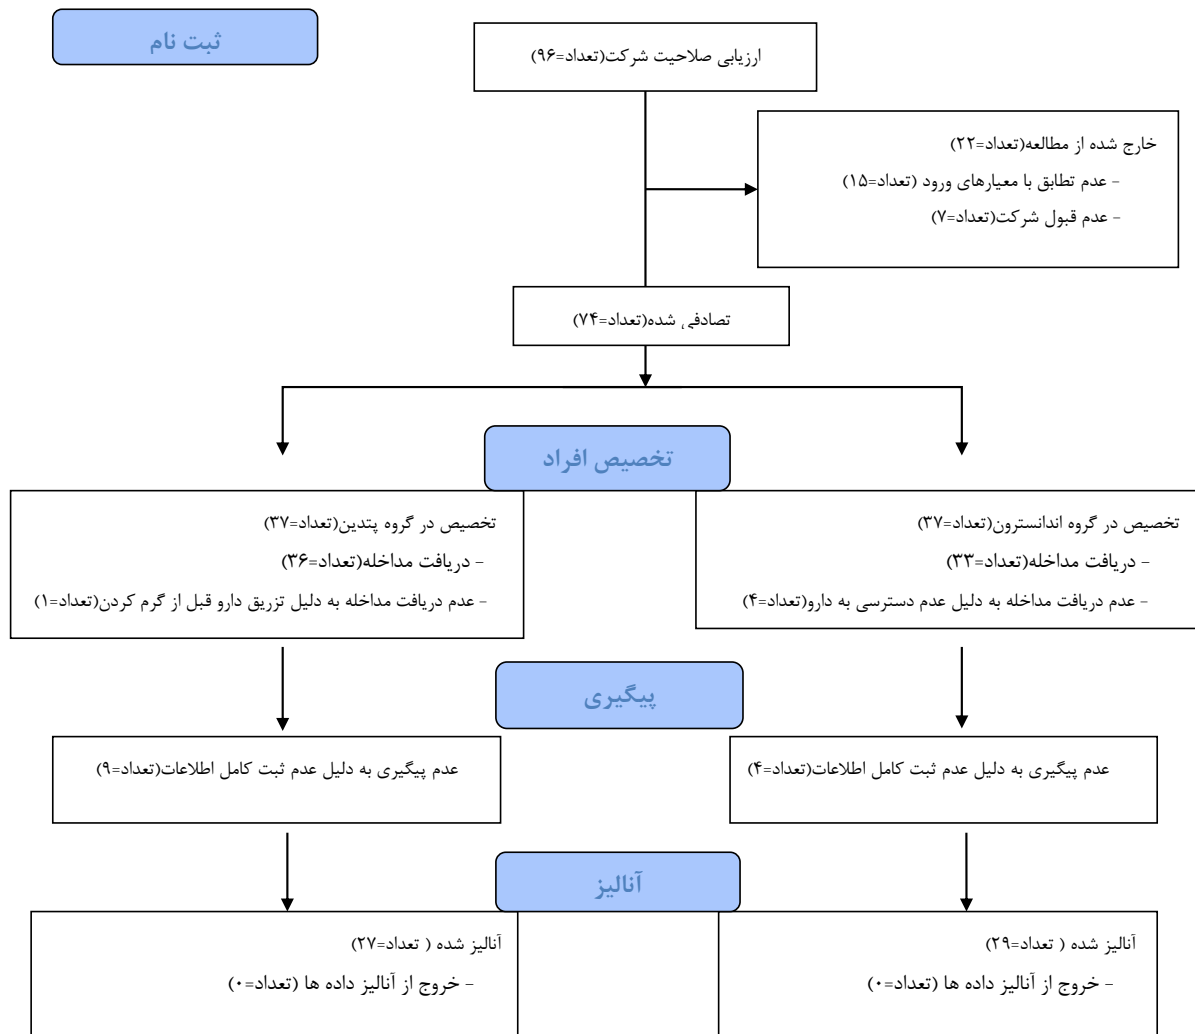 ثبت نام
ارزیابی صلاحیت شرکت(تعداد=۹۶)
خارج شده از مطالعه(تعداد=۲۲)
- عدم تطابق با معیارهای ورود (تعداد=۱۵)
- عدم قبول شرکت(تعداد=۷)
تصادفی شده(تعداد=۷۴)
تخصیص افراد
تخصیص در گروه اندانسترون(تعداد=۳۷)
- دریافت مداخله(تعداد=۳۳)
- عدم دریافت مداخله به دلیل عدم دسترسی به دارو(تعداد=۴)
تخصیص در گروه پتدین(تعداد=۳۷)
- دریافت مداخله(تعداد=۳۶)
- عدم دریافت مداخله به دلیل تزریق دارو قبل از گرم کردن(تعداد=۱)
پیگیری
عدم پیگیری به دلیل عدم ثبت کامل اطلاعات(تعداد=۴)
عدم پیگیری به دلیل عدم ثبت کامل اطلاعات(تعداد=۹)
آنالیز
آنالیز شده ( تعداد=۲۹)
- خروج از آنالیز داده ها (تعداد=۰)
آنالیز شده ( تعداد=۲۷)
- خروج از آنالیز داده ها (تعداد=۰)